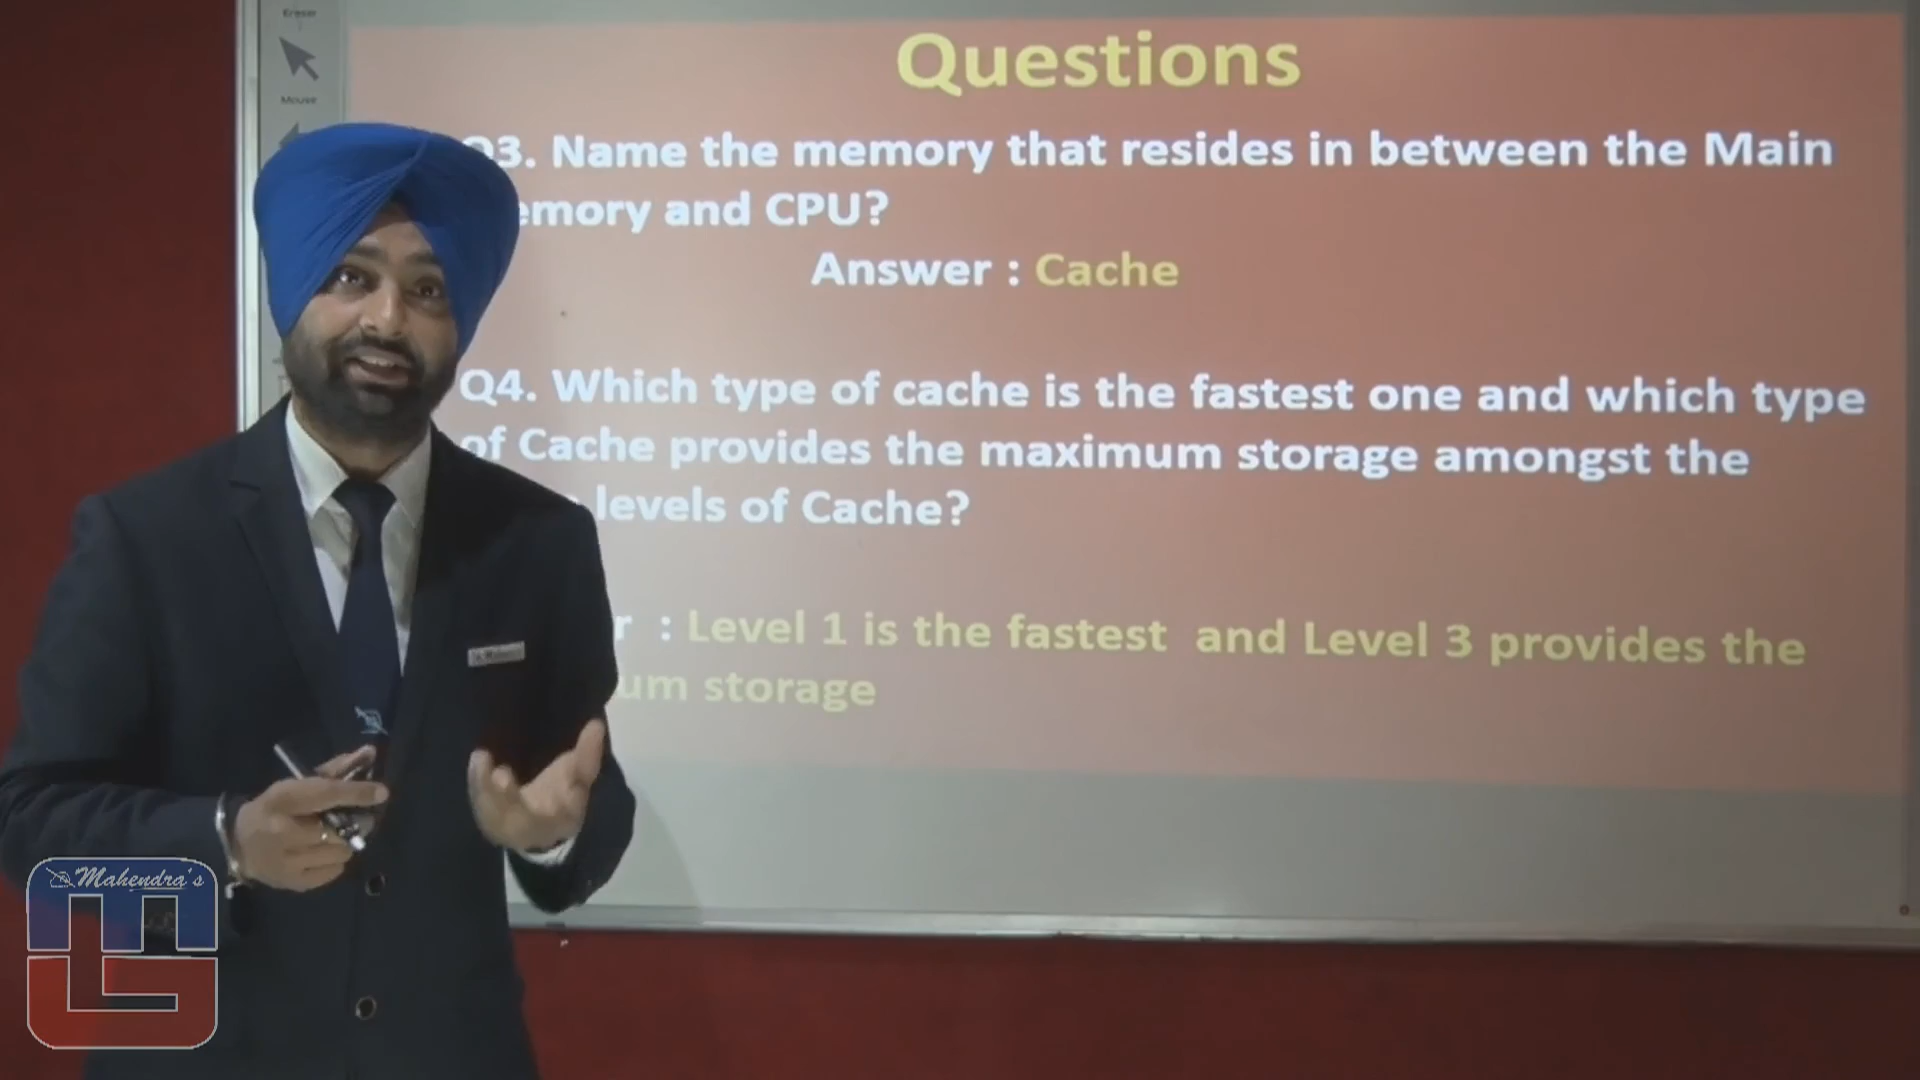 Eraser
Mouse
Questions
Q3. Name the memory that resides in between the Main
emory and CPU?
Answer : Cache
Q4. Which type of cache is the fastest one and which type
of Cache provides the maximum storage amongst the
levels of Cache?
r : Level 1 is the fastest and Level 3 provides the
um storage
Mahendra's